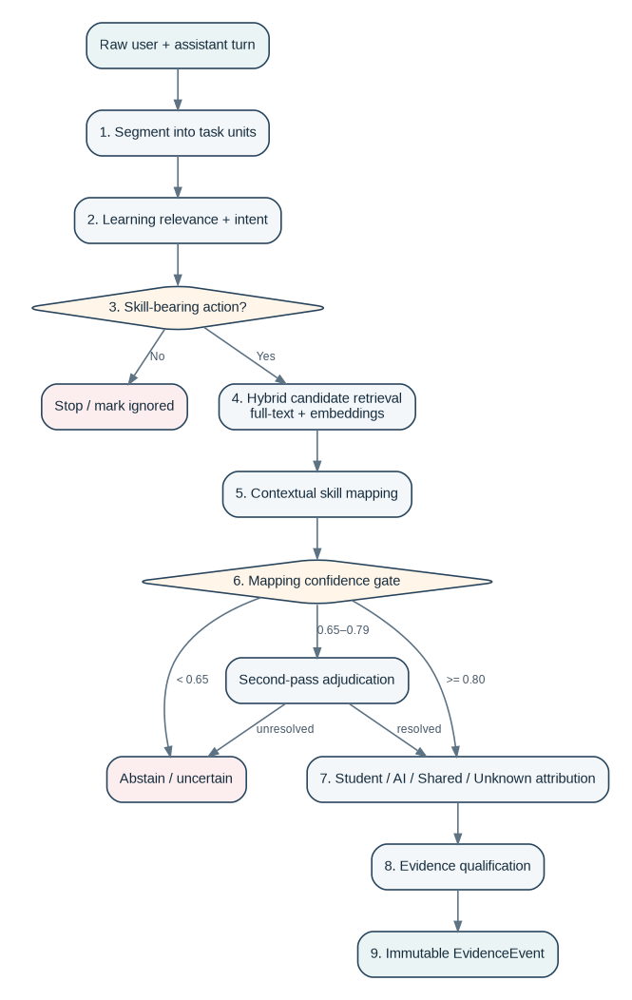 Raw user + assistant turn
1. Segment into task units
2. Learning relevance + intent
3. Skill-bearing action?
No
Yes
Stop / mark ignored
4. Hybrid candidate retrieval
full-text + embeddings
5. Contextual skill mapping
6. Mapping confidence gate
0.65–0.79
< 0.65
Second-pass adjudication
>= 0.80
unresolved
resolved
Abstain / uncertain
7. Student / AI / Shared / Unknown attribution
8. Evidence qualification
9. Immutable EvidenceEvent